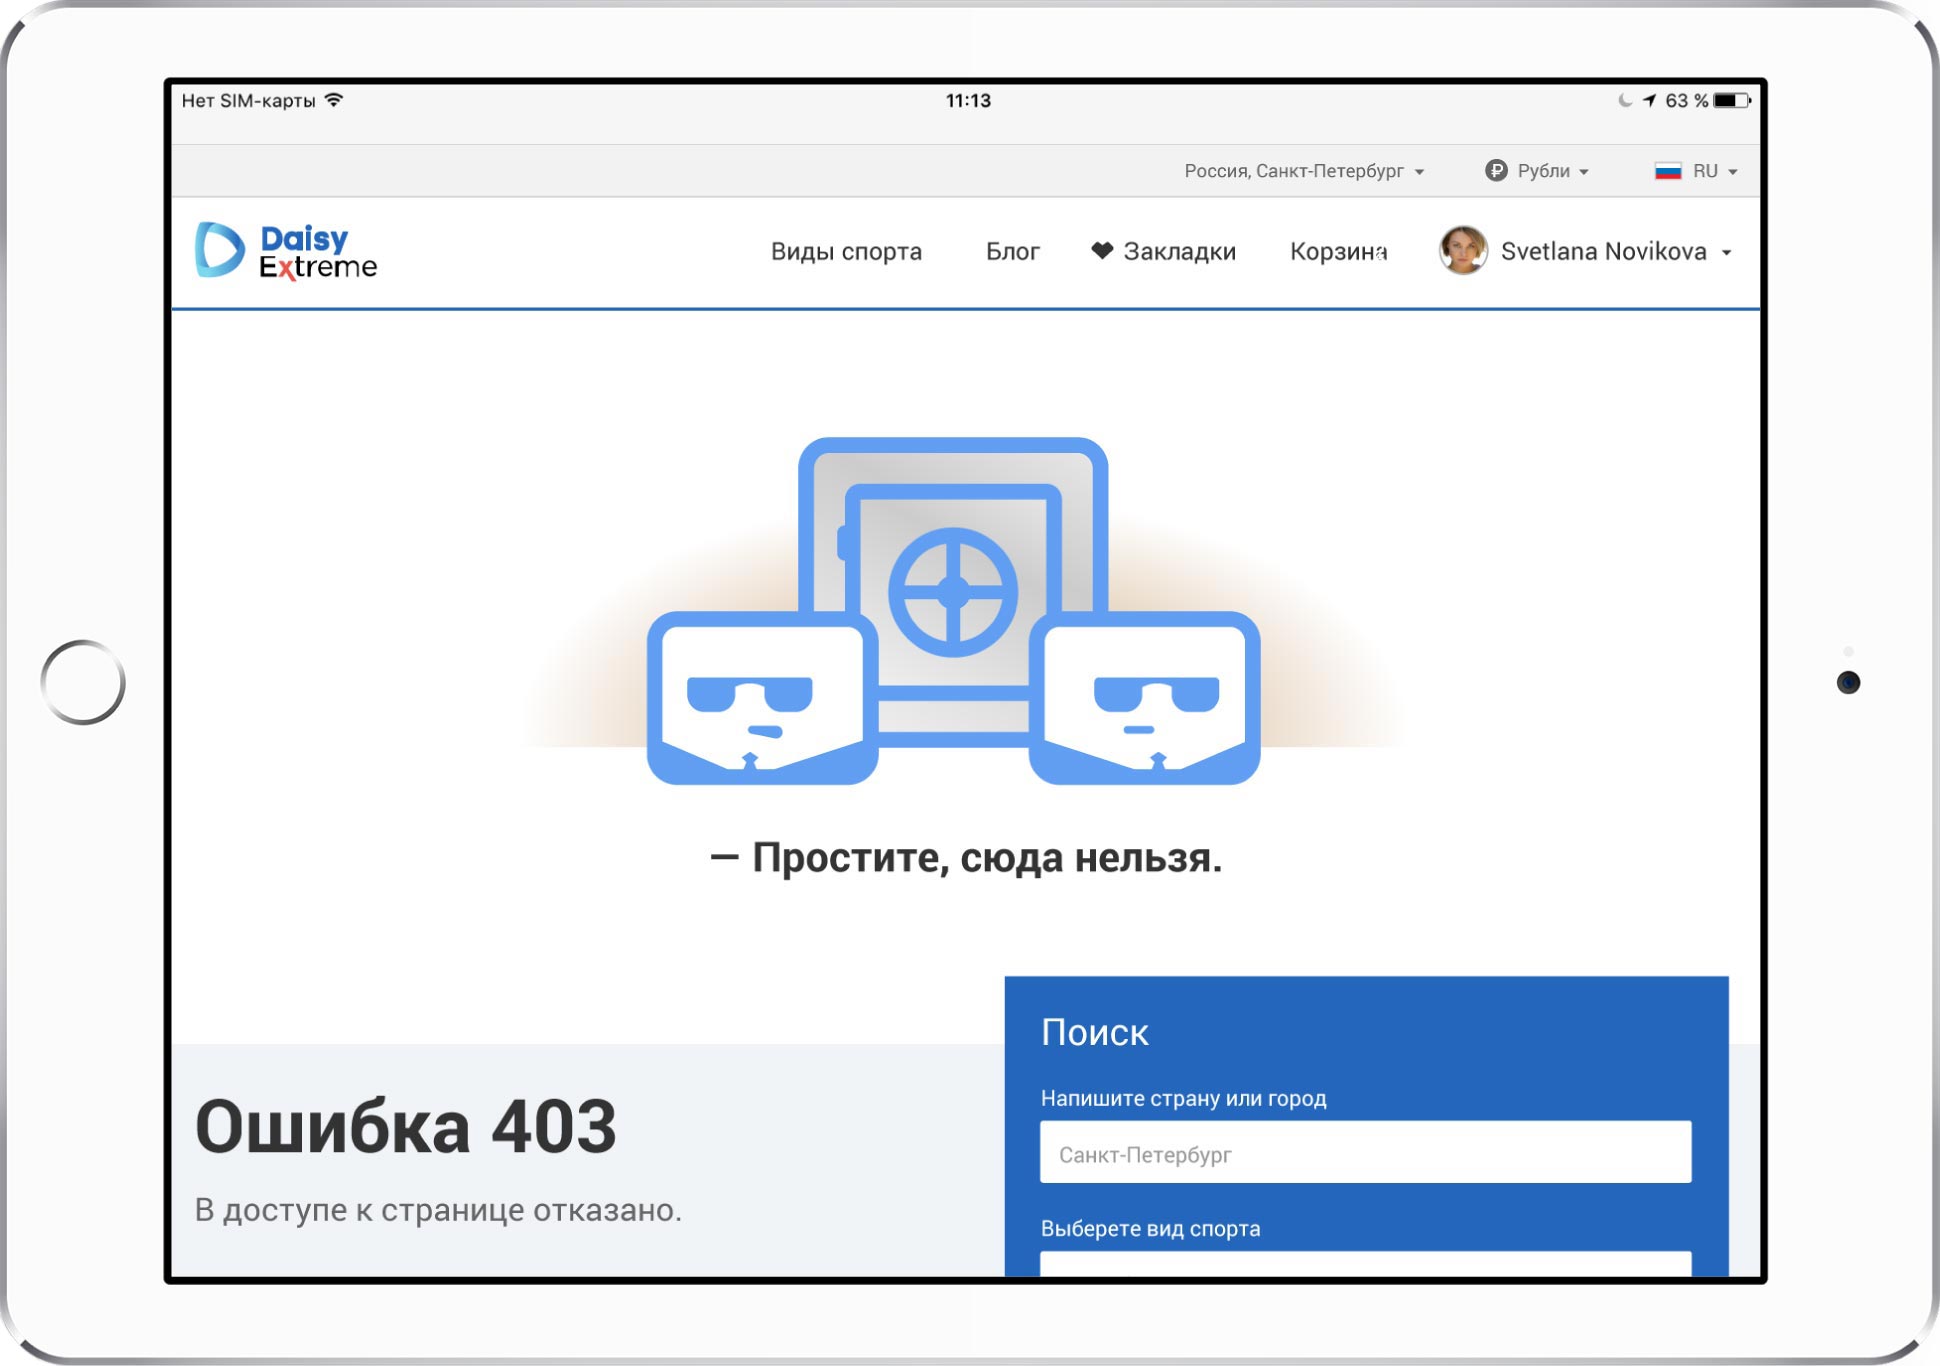 Нет SIM-карты
11:13
63 %
Россия, Санкт-Петербург
Рубли
RU
Daisy
Extreme
Виды спорта
Блог
Закладки
Корзина
Svetlana Novikova
— Простите, сюда нельзя.
Поиск
Напишите страну или город
Санкт-Петербург
Выберете вид спорта
Ошибка 403
В доступе к странице отказано.